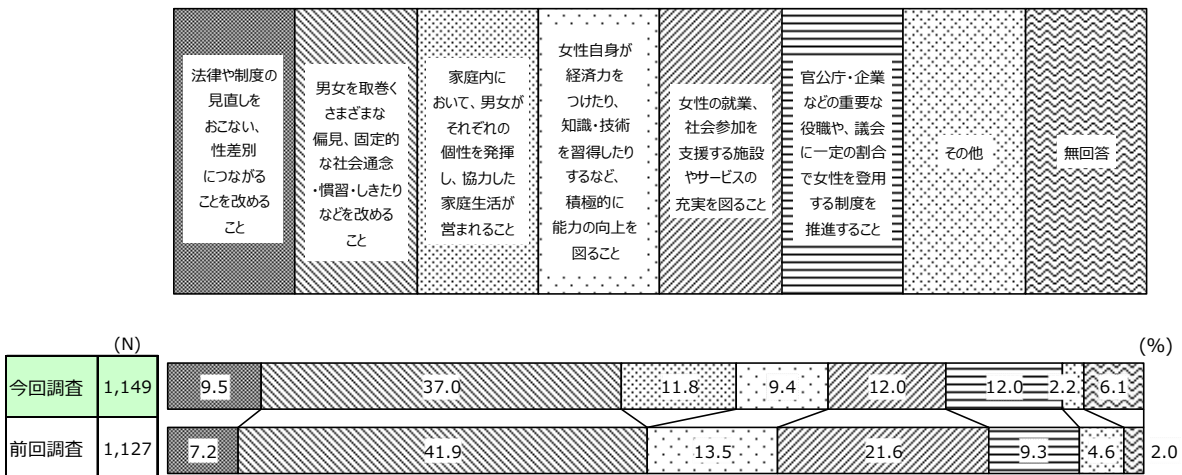 法律や制度の
見直しを
おこない、
性差別
につながる
ことを改める
こと
男女を取巻く
さまざまな
偏見、固定的
な社会通念
・慣習・しきたり
などを改める
こと
家庭内に
おいて、男女が
それぞれの
個性を発揮
し、協力した
家庭生活が
営まれること
女性自身が
経済力を
つけたり、
知識・技術
を習得したり
するなど、
積極的に
能力の向上を
図ること
女性の就業、
社会参加を
支援する施設
やサービスの
充実を図ること
官公庁・企業
などの重要な
役職や、議会
に一定の割合
で女性を登用
する制度を
推進すること
その他
無回答
(N)
(%)
今回調査 1,149 9.5 37.0 11.8 9.4 12.0 12.0 2.2 6.1
前回調査 1,127 7.2 41.9 13.5 21.6 9.3 4.6 2.0